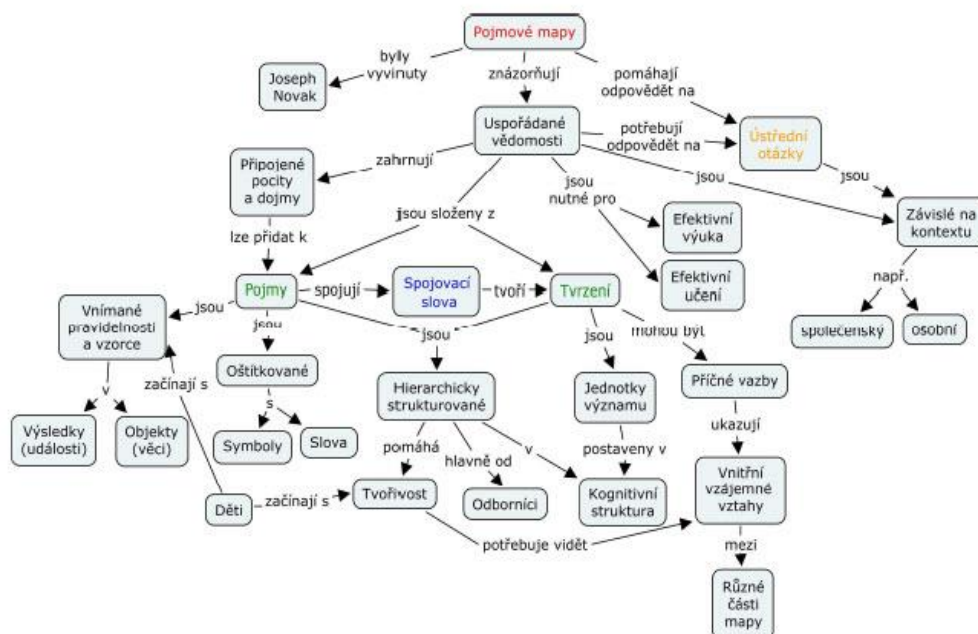 Pojmové mapy
bylly
vyvinuty
znázorňují
pomáhají
odpovědět na
Joseph
Novak
Uspořádané
vědomosti
potřebují
odpovědět na
Ústřední
otázky
Připojené
pocity
a dojmy
zahrnují
jsou
nutné pro
jsou
jsou
lze přidat k
jsou složeny z
Efektivní
výuka
Závislé na
kontextu
Efektivní
učení
Pojmy
spojují
Spojovací
slova
tvoří
Tvrzení
např.
společenský
osobní
Vnímané
pravidelnosti
a vzorce
jsou
jsou
jsou
jsou
mohou být
začínají s
Oštítkované
Hierarchicky
strukturované
Jednotky
významu
Příčné vazby
v
s
Výsledky
(události)
Objekty
(věci)
Symboly
Slova
pomáhá
hlavně od
v
postaveny v
ukazují
Děti
začínají s
Tvořivost
Odborníci
Kognitivní
struktura
Vnitřní
vzájemné
vztahy
potřebuje vidět
mezi
Různé
části
mapy